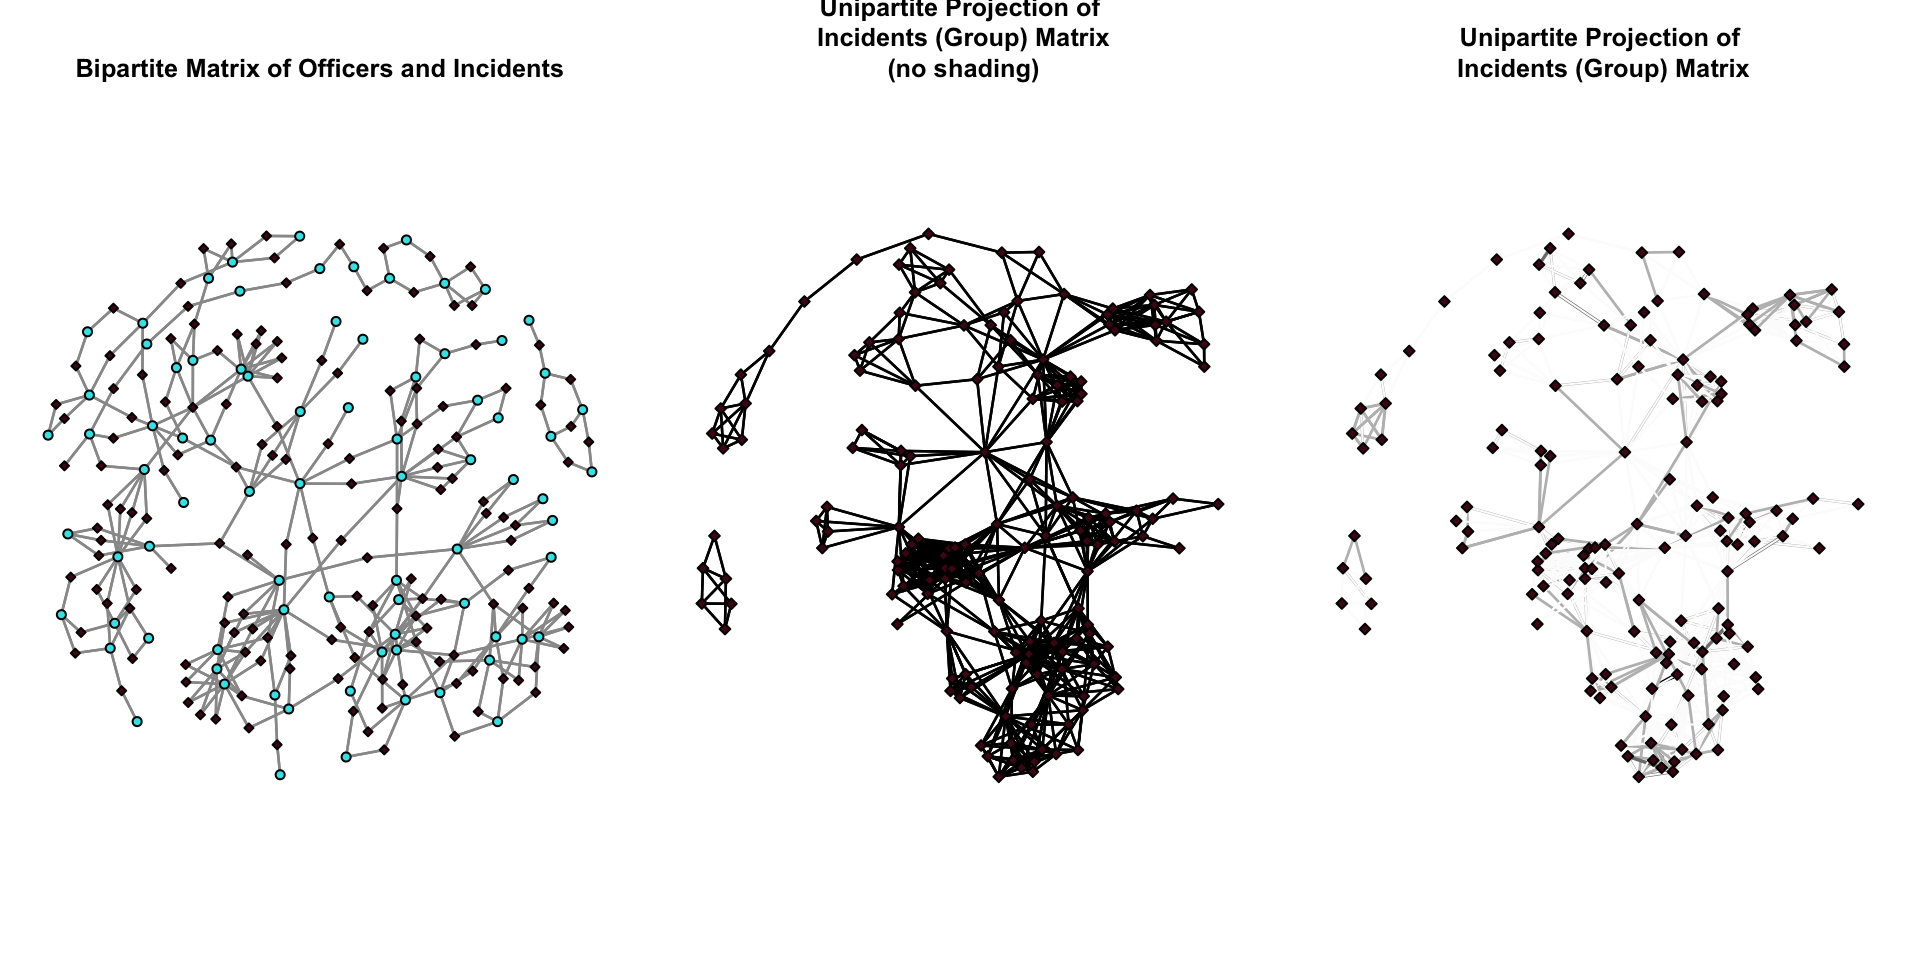 Bipartite Matrix of Officers and Incidents
Unipartite Projection of
Incidents (Group) Matrix
(no shading)
Unipartite Projection of
Incidents (Group) Matrix